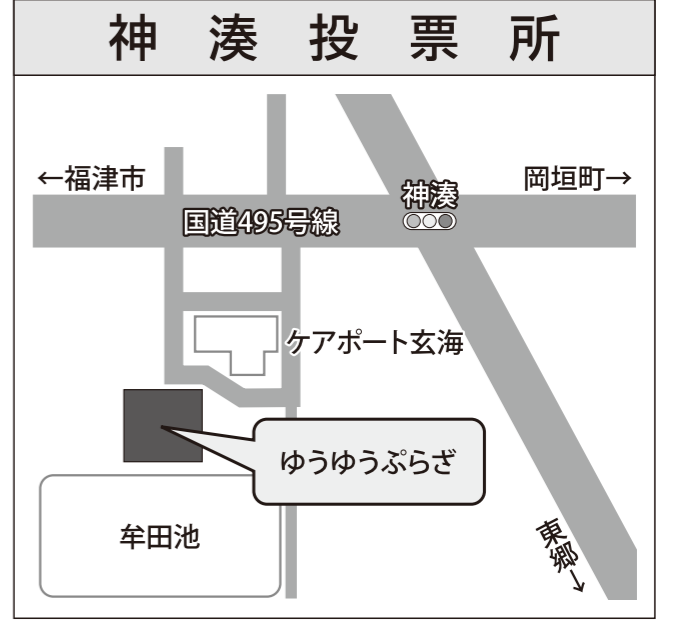 神湊投票所
←福津市
岡垣町→
神湊
国道495号線
ケアポート玄海
ゆうゆうぷらざ
牟田池
東郷→